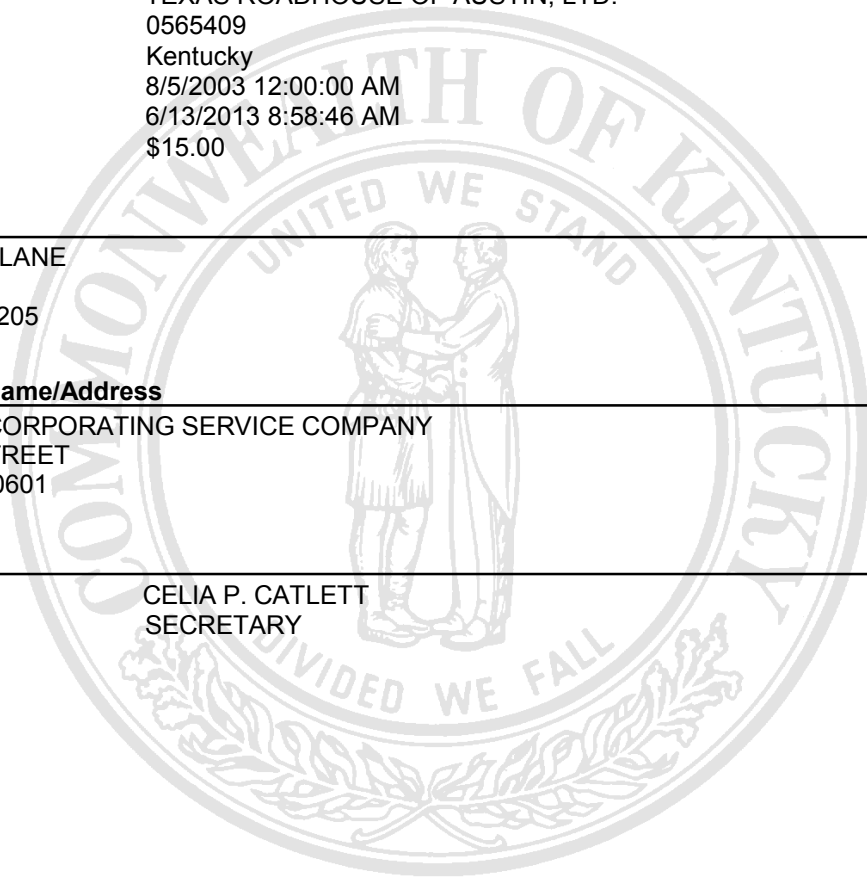 TEXAS ROADHOUSE OF AUSTIN, LTD.
0565409
Kentucky
8/5/2003 12:00:00 AM
6/13/2013 8:58:46 AM
$15.00
LANE
205
ame/Address
CORPORATING SERVICE COMPANY
TREET
0601
CELIA P. CATLETT
SECRETARY
COMMONWEALTH OF KENTUCKY
UNITED WE STAND
DIVIDED WE FALL